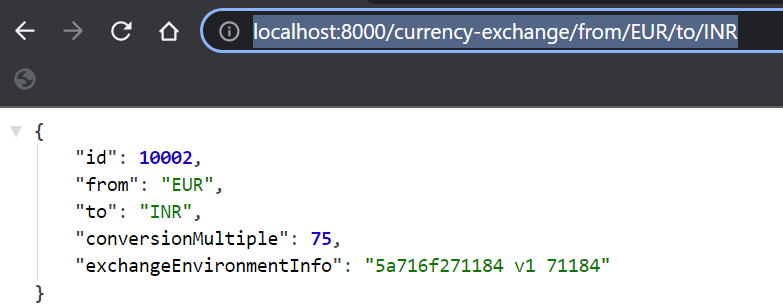 localhost:8000/currency-exchange/from/EUR/to/INR
{
"id": 10002,
"from": "EUR",
"to": "INR",
"conversionMultiple": 75,
"exchangeEnvironmentInfo": "5a716f271184 v1 71184"
}